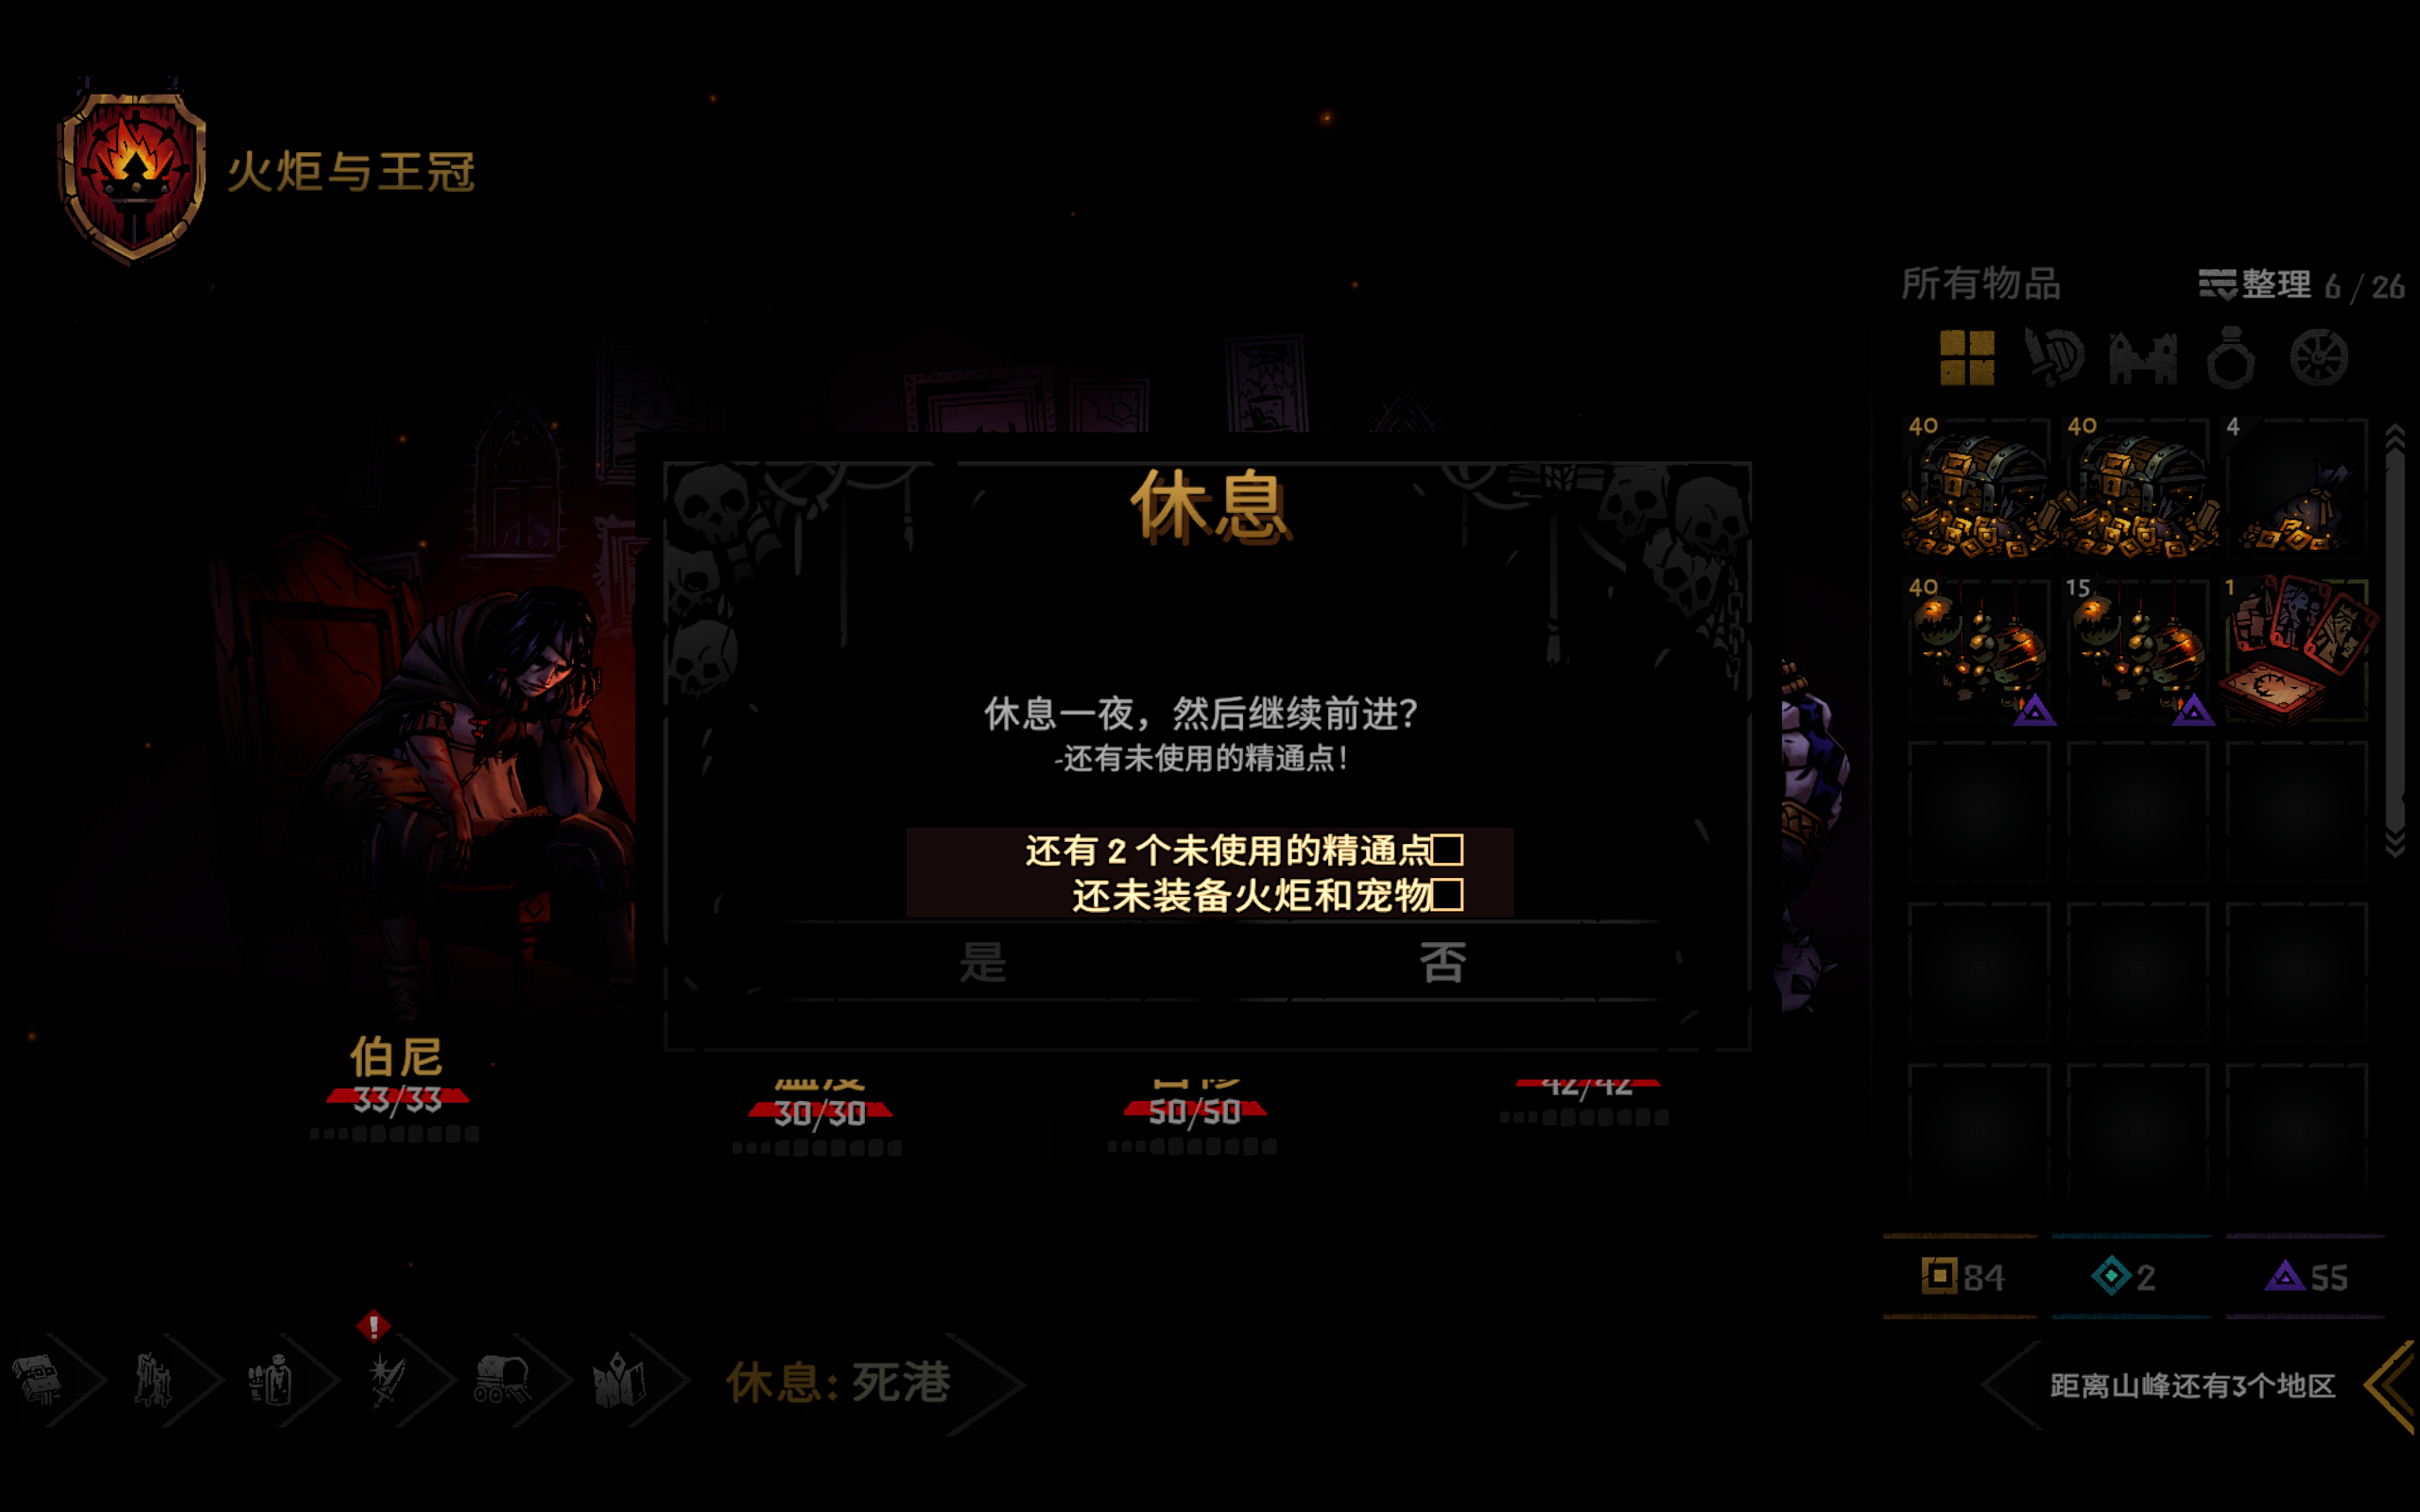 火炬与王冠
所有物品
整理 6 / 26
40
40
4
40
15
1
休息
休息一夜，然后继续前进？
-还有未使用的精通点！
还有 2 个未使用的精通点
还未装备火炬和宠物
是
否
伯尼
33/33
30/30
50/50
42/42
84
2
55
休息：死港
距离山峰还有3个地区